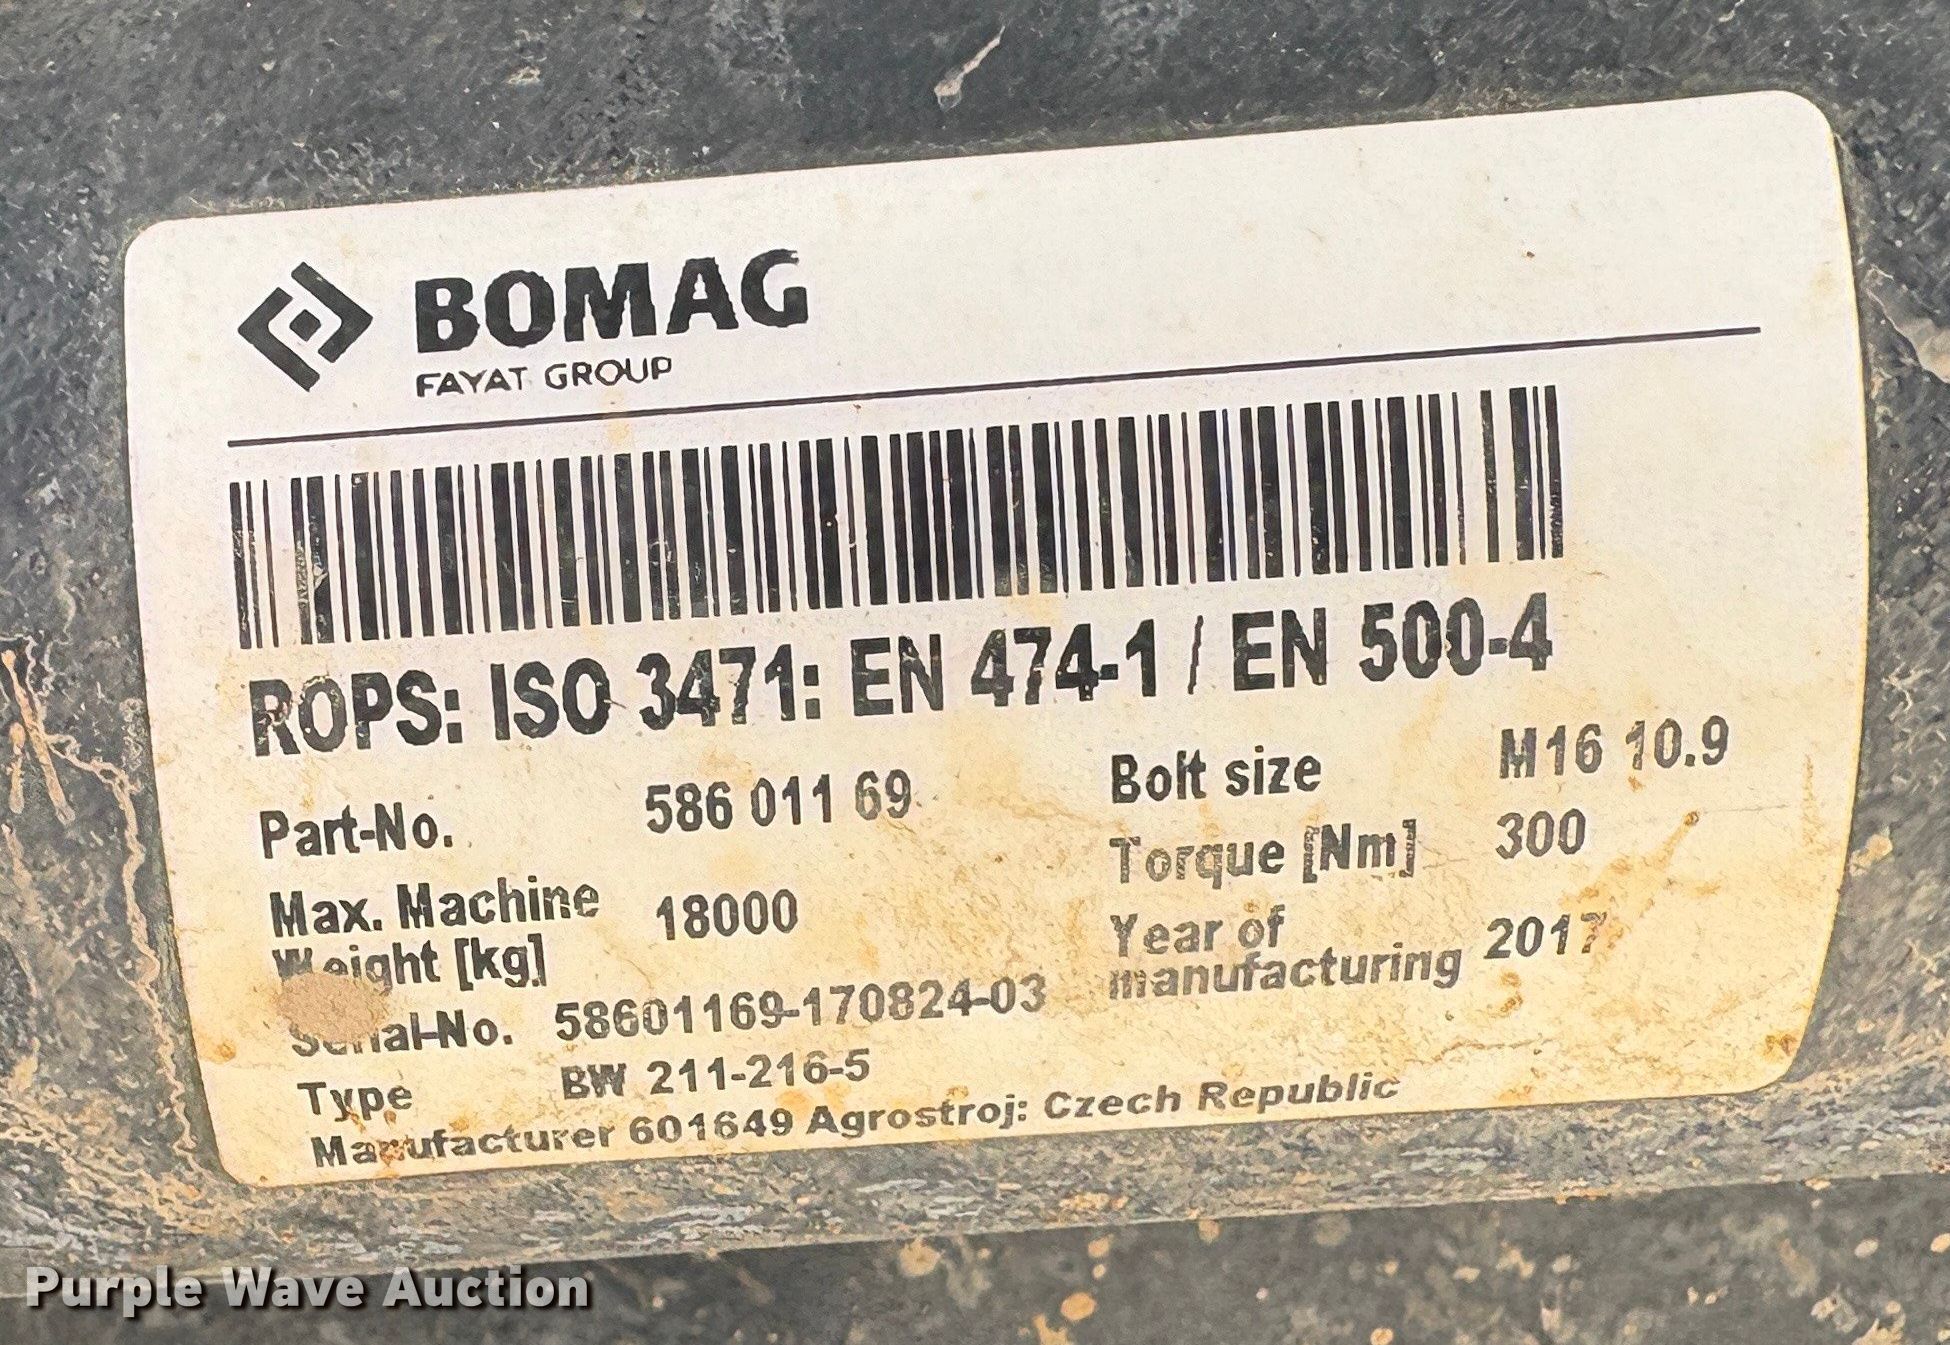 BOMAG
FAYAT GROUP
ROPS: ISO 3471: EN 474-1 / EN 500-4
Part-No. 586 011 69
Bolt size M16 10.9
Max. Machine Weight [kg] 18000
Torque [Nm] 300
Year of manufacturing 2017
Serial-No. 58601169-170824-03
Type BW 211-216-5
Manufacturer 601649 Agrostroj: Czech Republic
Purple Wave Auction